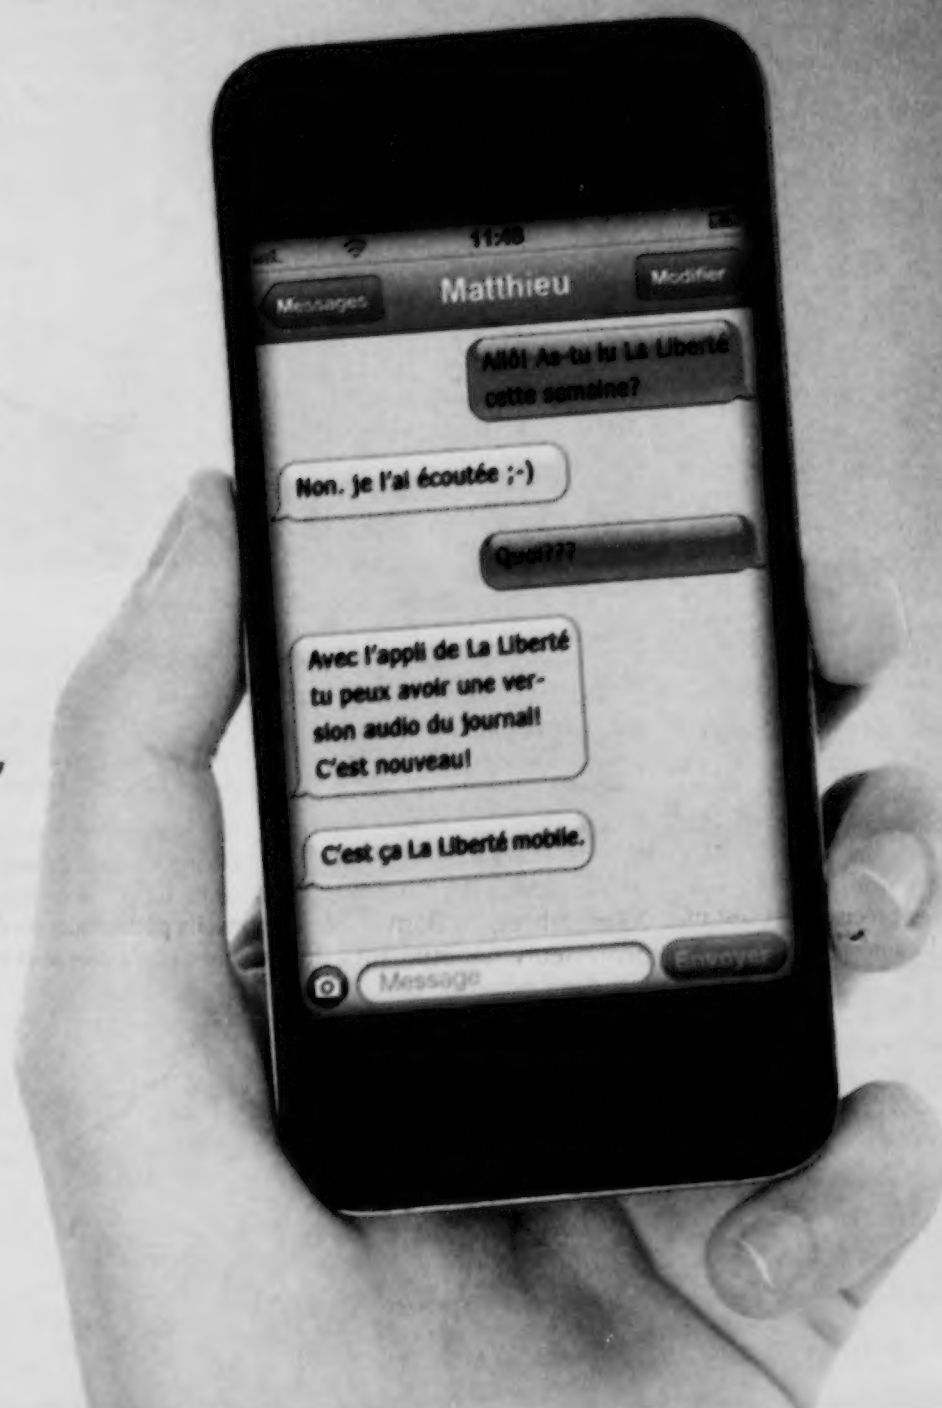 11:48
Messages
Matthieu
Modifier
Allô! As-tu lu La Liberté
cette semaine?
Non. je l'ai écoutée ;-)
Quoi???
Avec l'appli de La Liberté
tu peux avoir une ver-
sion audio du journal!
C'est nouveau!
C'est ça La Liberté mobile.
Message
Envoyer